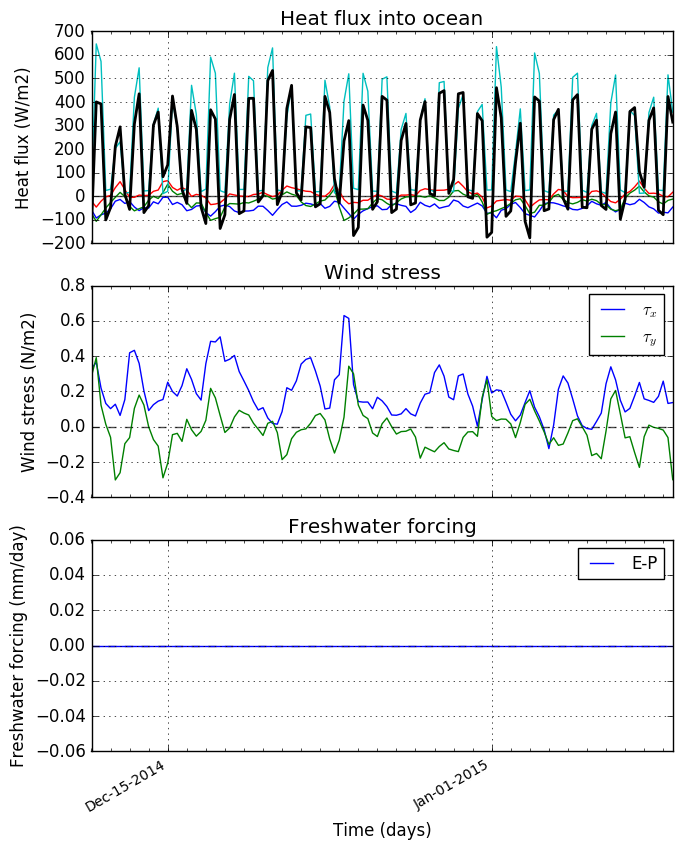 Heat flux into ocean
Heat flux (W/m2)
700
600
500
400
300
200
100
0
−100
−200
Wind stress
Wind stress (N/m2)
0.8
0.6
0.4
0.2
0.0
−0.2
−0.4
τx
τy
Freshwater forcing
Freshwater forcing (mm/day)
0.06
0.04
0.02
0.00
−0.02
−0.04
−0.06
E-P
Dec-15-2014
Jan-01-2015
Time (days)